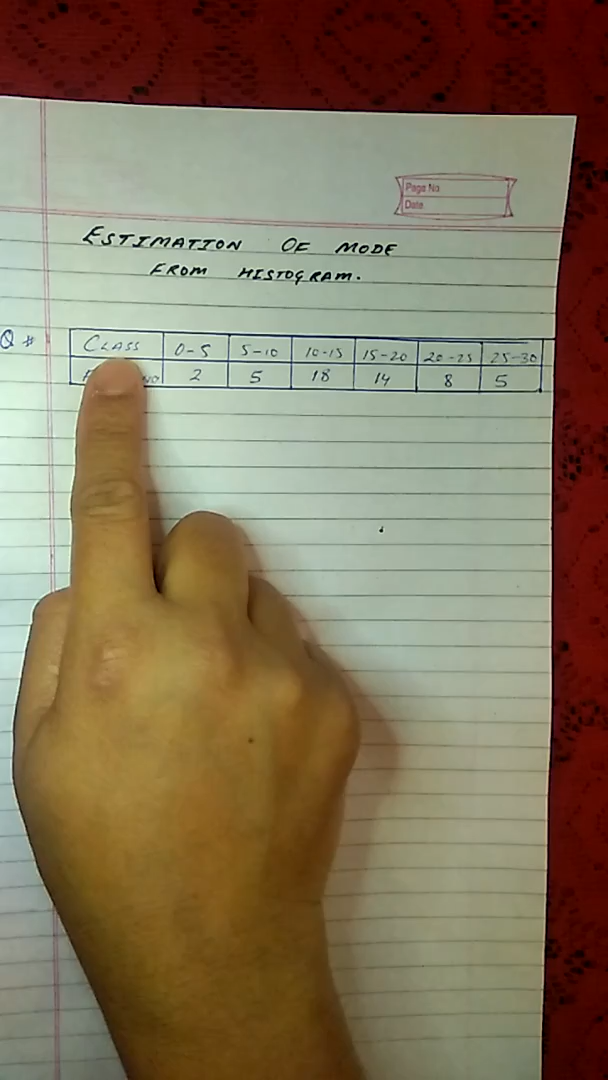 Page No
Date
ESTIMATION OF MODE
FROM HISTOGRAM.
Q # CLASS 0-5 5-10 10-15 15-20 20-25 25-30
2 5 18 14 8 5